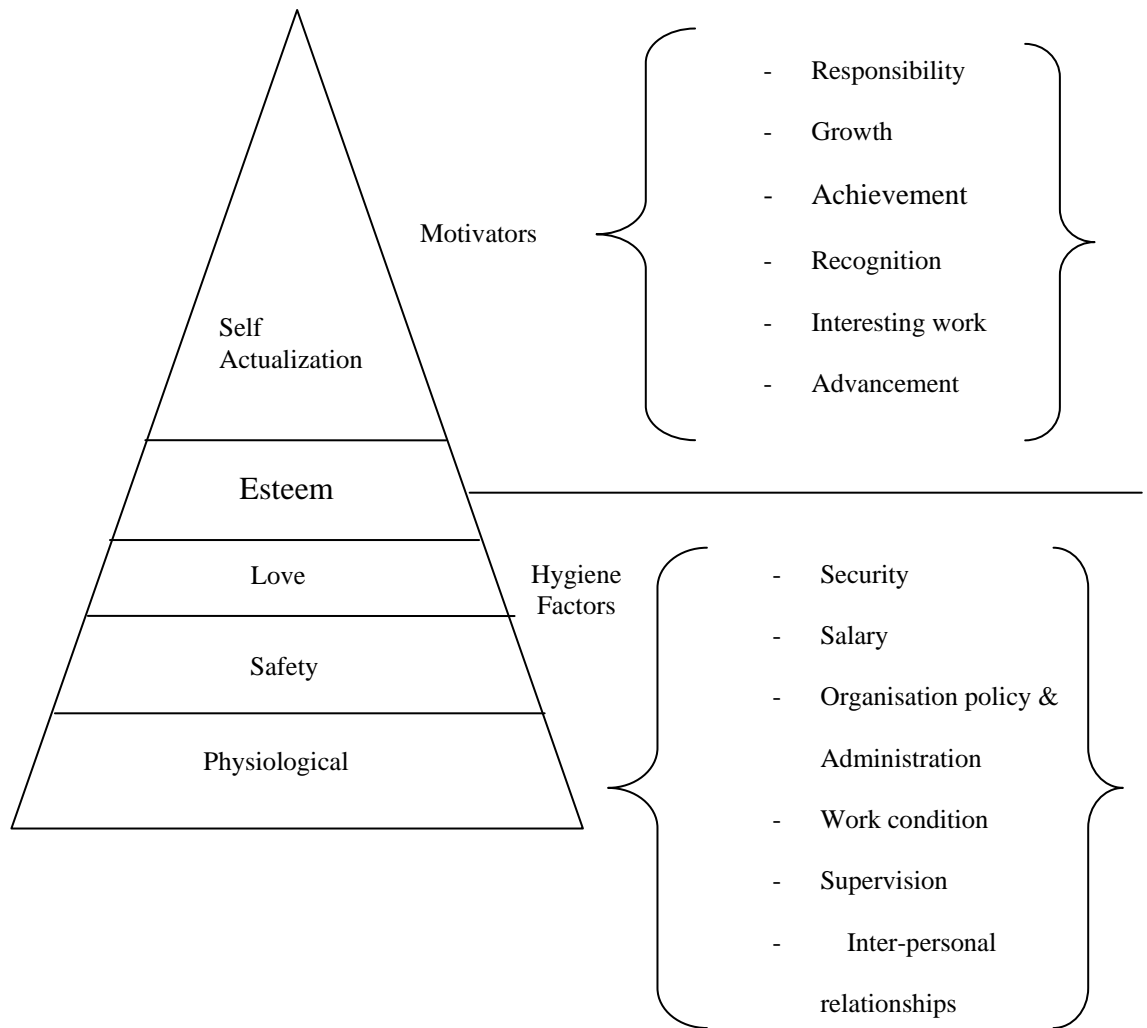 Self
Actualization
Esteem
Love
Safety
Physiological
Motivators
- Responsibility
- Growth
- Achievement
- Recognition
- Interesting work
- Advancement
Hygiene
Factors
- Security
- Salary
- Organisation policy &
Administration
- Work condition
- Supervision
- Inter-personal
relationships